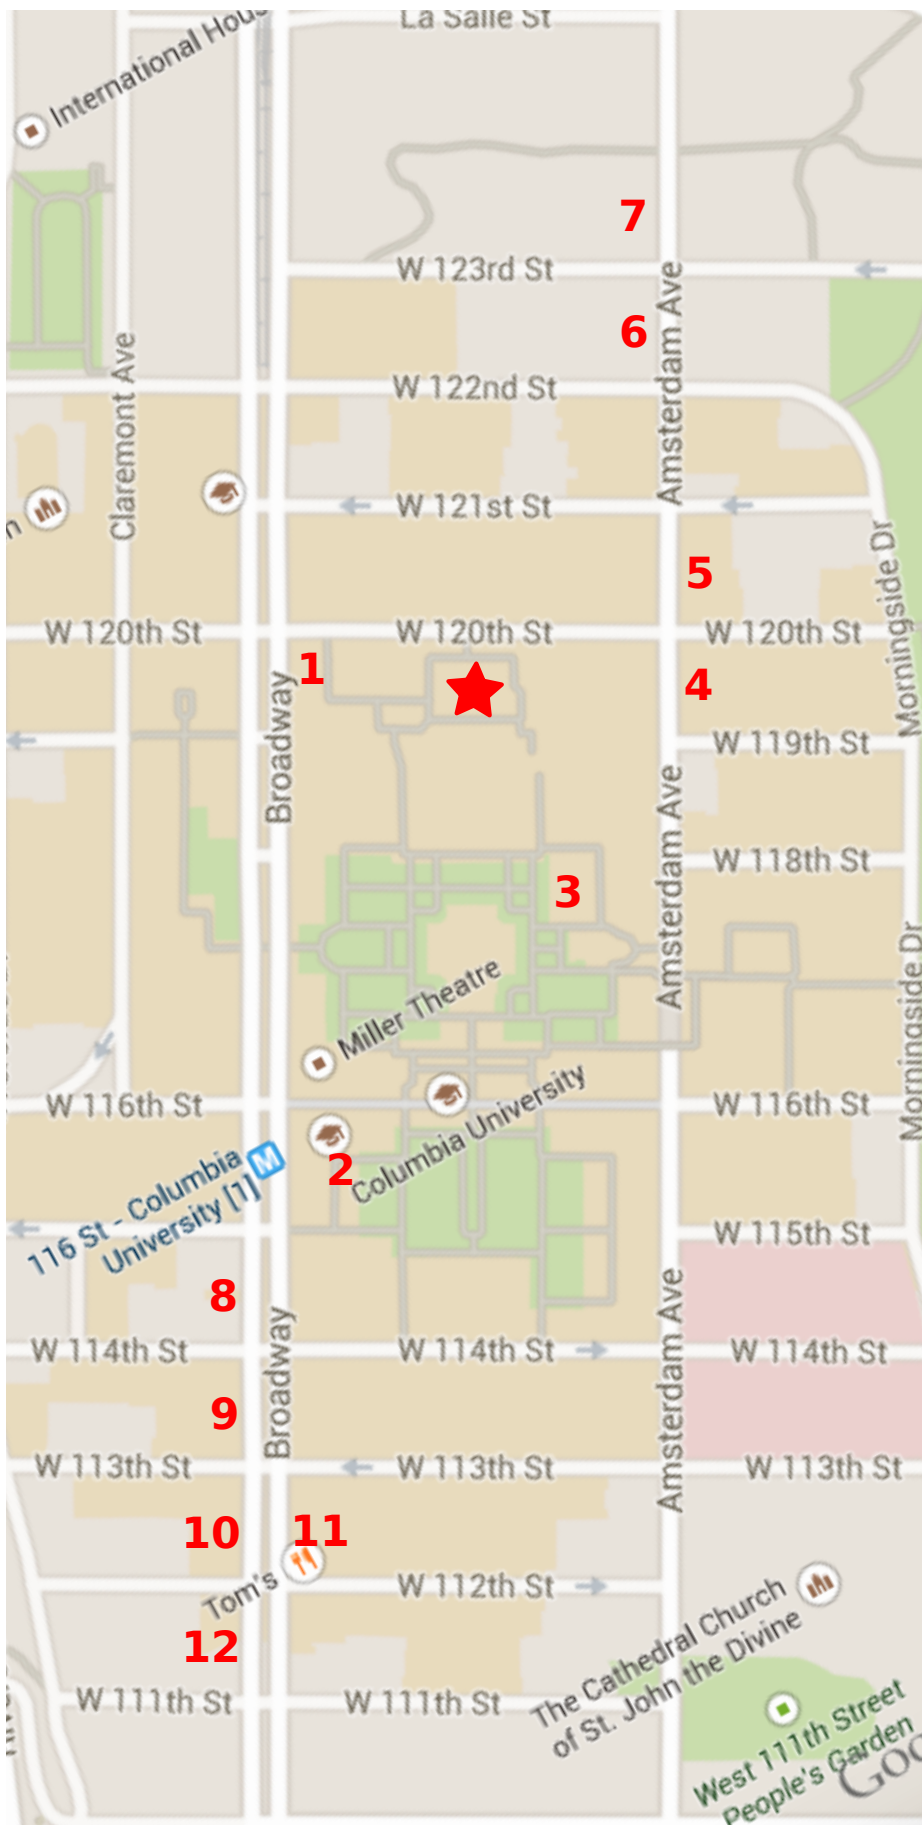 La Salle St
International Hous
7
W 123rd St
6
Amsterdam Ave
Claremont Ave
W 122nd St
W 121st St
n
5
Morningside Dr
W 120th St
W 120th St
W 120th St
1
4
Broadway
W 119th St
Amsterdam Ave
W 118th St
3
Morningside Dr
Miller Theatre
W 116th St
Columbia University
W 116th St
2
M
116 St - Columbia
University [1]
W 115th St
8
Broadway
Amsterdam Ave
W 114th St
W 114th St
W 114th St
9
W 113th St
W 113th St
W 113th St
10
11
Tom's
W 112th St
The Cathedral Church
of St. John the Divine
12
W 111th St
W 111th St
West 111th Street
People's Garden
Goo